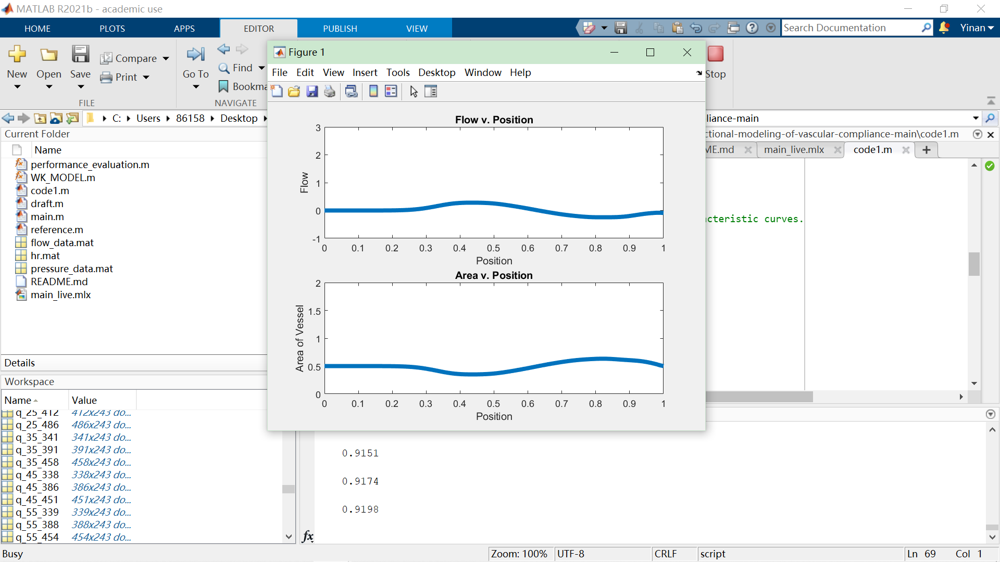 MATLAB R2021b - academic use
HOME PLOTS APPS EDITOR PUBLISH VIEW Search Documentation Yinan
New Open Save Compare Print Go To Find Bookma Stop
FILE NAVIGATE
C: Users 86158 Desktop liance-main
Figure 1
File Edit View Insert Tools Desktop Window Help
Current Folder
Name
performance_evaluation.m
WK_MODEL.m
code1.m
draft.m
main.m
reference.m
flow_data.mat
hr.mat
pressure_data.mat
README.md
main_live.mlx
Details
Workspace
Name Value
q_25_412 412x243 do...
q_25_486 486x243 do...
q_35_341 341x243 do...
q_35_391 391x243 do...
q_35_458 458x243 do...
q_45_338 338x243 do...
q_45_386 386x243 do...
q_45_451 451x243 do...
q_55_339 339x243 do...
q_55_388 388x243 do...
q_55_454 454x243 do...
Flow v. Position
Flow
3
2
1
0
-1
0 0.1 0.2 0.3 0.4 0.5 0.6 0.7 0.8 0.9 1
Position
Area v. Position
Area of Vessel
2
1.5
1
0.5
0
0 0.1 0.2 0.3 0.4 0.5 0.6 0.7 0.8 0.9 1
Position
ctional-modeling-of-vascular-compliance-main\code1.m
ME.md main_live.mlx code1.m
cteristic curves.
0.9151
0.9174
0.9198
fx
Busy Zoom: 100% UTF-8 CRLF script Ln 69 Col 1